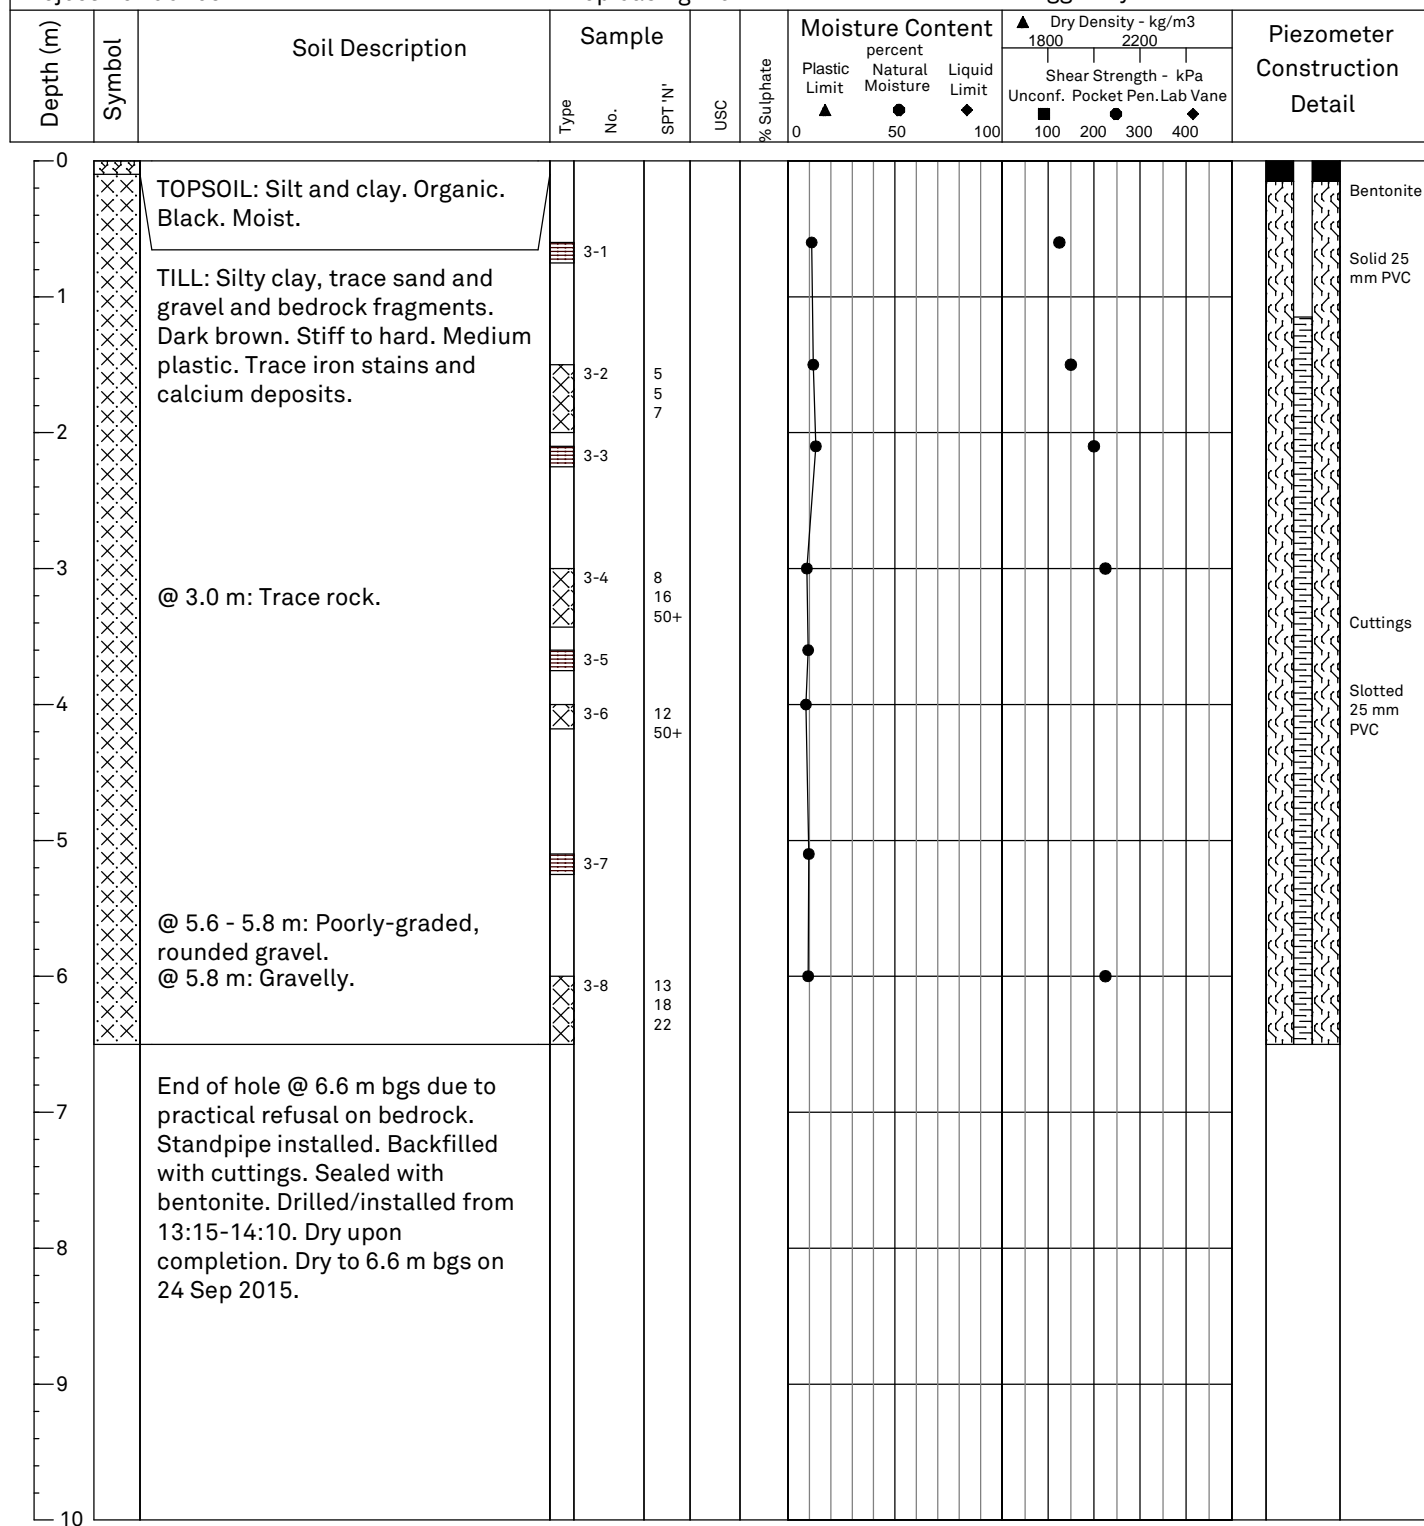 Depth (m)
Symbol
Soil Description
Sample
Type
No.
SPT 'N'
USC
% Sulphate
Moisture Content
percent
Plastic Limit
Natural Moisture
Liquid Limit
0 50 100
Dry Density - kg/m3
1800 2200
Shear Strength - kPa
Unconf. Pocket Pen. Lab Vane
100 200 300 400
Piezometer
Construction
Detail
0
TOPSOIL: Silt and clay. Organic.
Black. Moist.
Bentonite
3-1
Solid 25
mm PVC
TILL: Silty clay, trace sand and
gravel and bedrock fragments.
Dark brown. Stiff to hard. Medium
plastic. Trace iron stains and
calcium deposits.
1
3-2 5
5
7
2
3-3
3
3-4 8
16
50+
@ 3.0 m: Trace rock.
Cuttings
3-5
4
3-6 12
50+
Slotted
25 mm
PVC
5
3-7
@ 5.6 - 5.8 m: Poorly-graded,
rounded gravel.
@ 5.8 m: Gravelly.
6
3-8 13
18
22
End of hole @ 6.6 m bgs due to
practical refusal on bedrock.
Standpipe installed. Backfilled
with cuttings. Sealed with
bentonite. Drilled/installed from
13:15-14:10. Dry upon
completion. Dry to 6.6 m bgs on
24 Sep 2015.
7
8
9
10